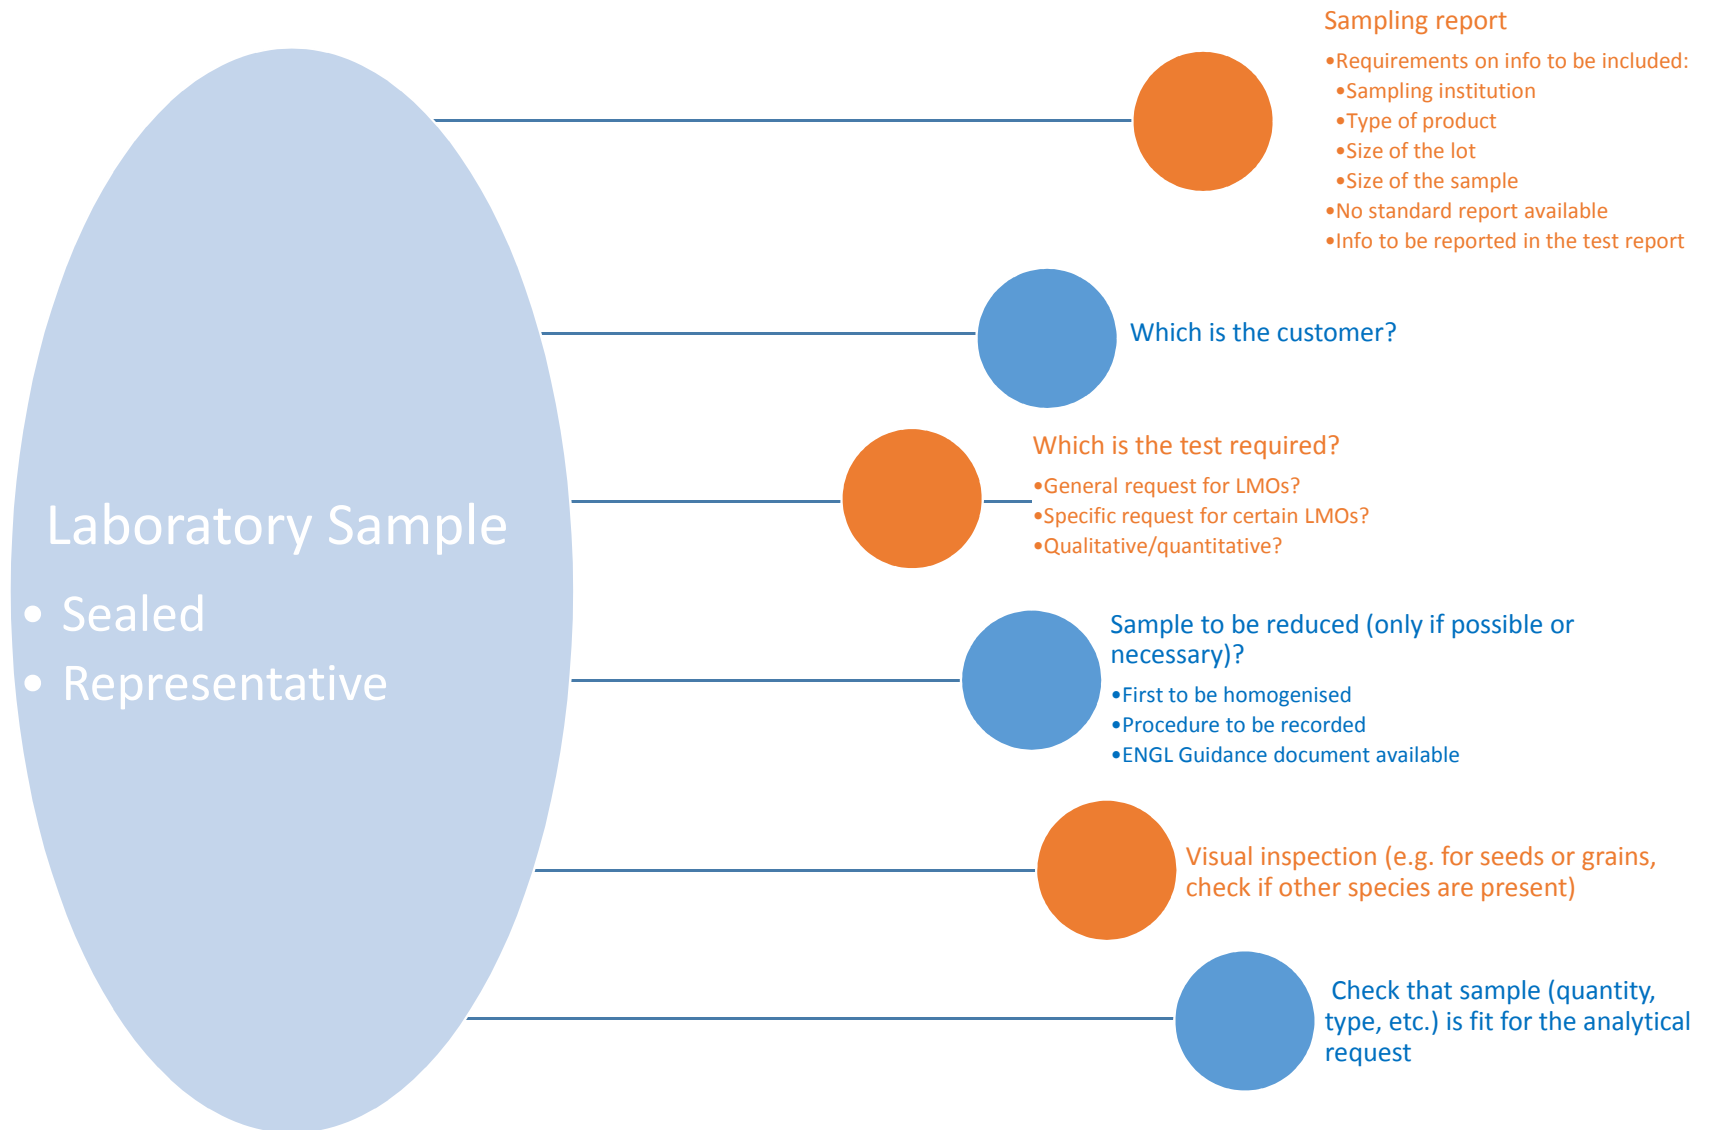 Laboratory Sample
• Sealed
• Representative
Sampling report
•Requirements on info to be included:
•Sampling institution
•Type of product
•Size of the lot
•Size of the sample
•No standard report available
•Info to be reported in the test report
Which is the customer?
Which is the test required?
•General request for LMOs?
•Specific request for certain LMOs?
•Qualitative/quantitative?
Sample to be reduced (only if possible or
necessary)?
•First to be homogenised
•Procedure to be recorded
•ENGL Guidance document available
Visual inspection (e.g. for seeds or grains,
check if other species are present)
Check that sample (quantity,
type, etc.) is fit for the analytical
request